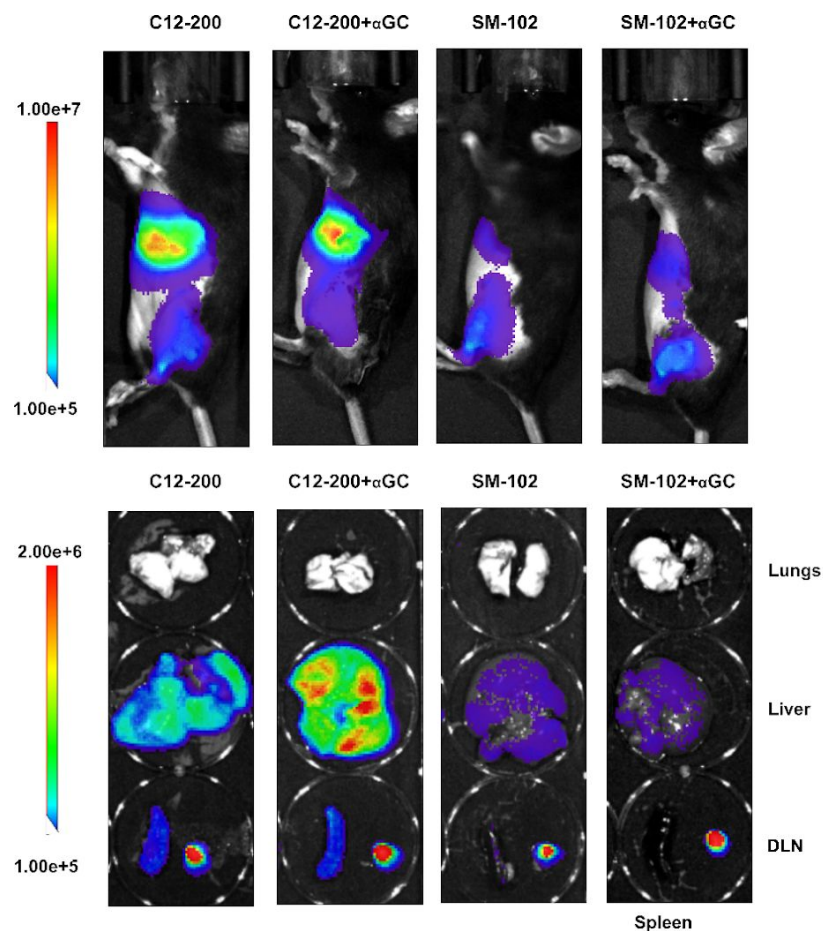 C12-200 C12-200+αGC SM-102 SM-102+αGC
1.00e+7
1.00e+5
C12-200 C12-200+αGC SM-102 SM-102+αGC
2.00e+6
Lungs
Liver
DLN
1.00e+5
Spleen